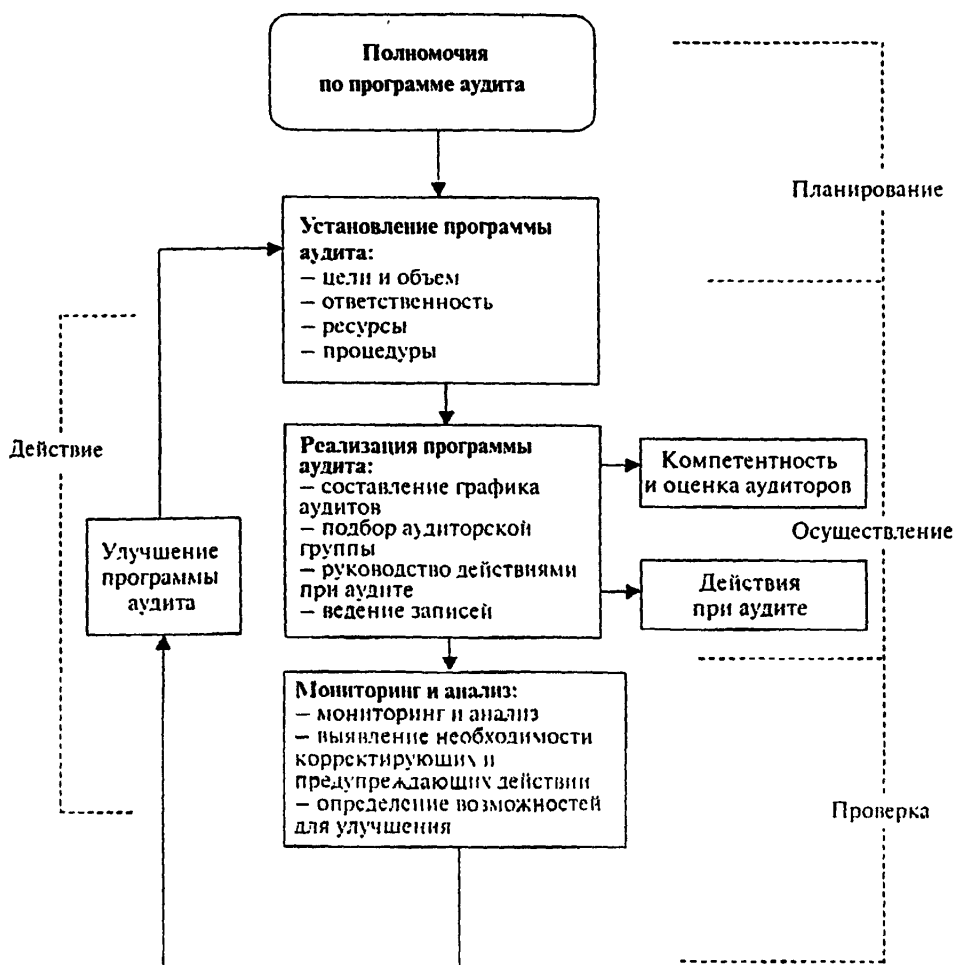 Полномочия
по программе аудита
Планирование
Установление программы
аудита:
– цели и объем
– ответственность
– ресурсы
– процедуры
Действие
Реализация программы
аудита:
– составление графика
аудитов
– подбор аудиторской
группы
– руководство действиями
при аудите
– ведение записей
Компетентность
и оценка аудиторов
Осуществление
Действия
при аудите
Улучшение
программы
аудита
Мониторинг и анализ:
– мониторинг и анализ
– выявление необходимости
корректирующих и
предупреждающих действии
– определение возможностей
для улучшения
Проверка